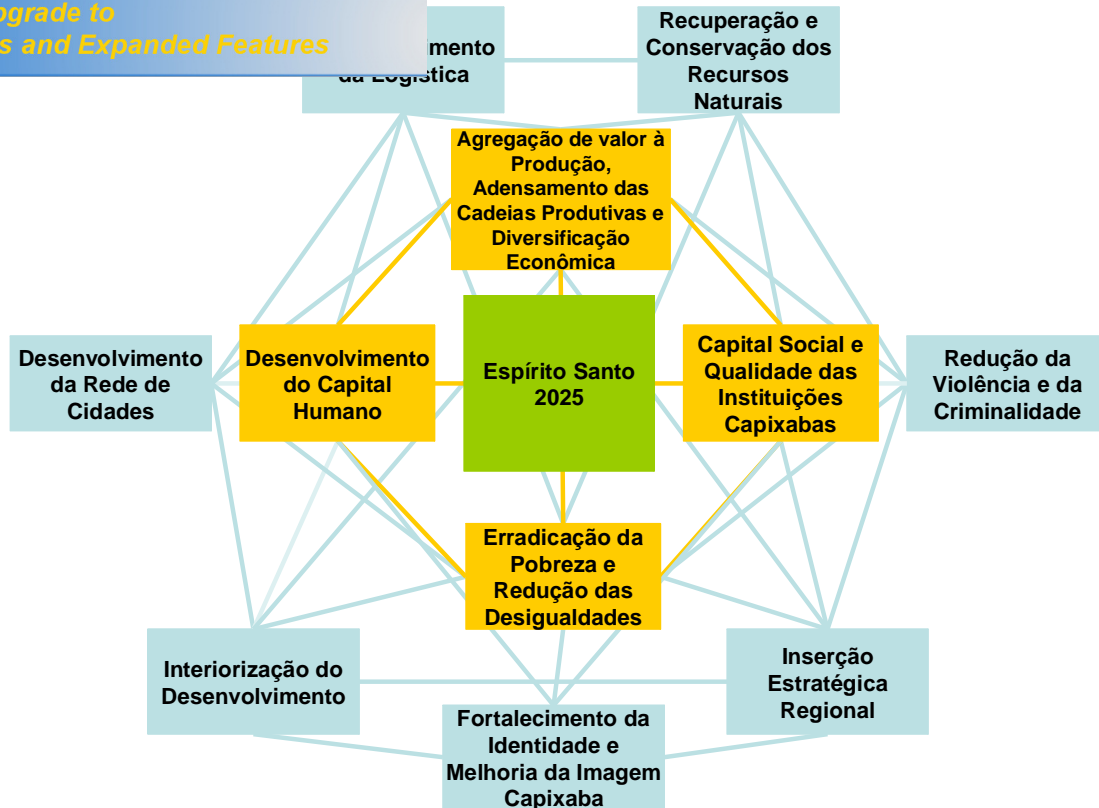 to
and Expanded Features
da Logística
Recuperação e
Conservação dos
Recursos
Naturais
Agregação de valor à
Produção,
Adensamento das
Cadeias Produtivas e
Diversificação
Econômica
Desenvolvimento
da Rede de
Cidades
Desenvolvimento
do Capital
Humano
Espírito Santo
2025
Capital Social e
Qualidade das
Instituições
Capixabas
Redução da
Violência e da
Criminalidade
Erradicação da
Pobreza e
Redução das
Desigualdades
Interiorização do
Desenvolvimento
Inserção
Estratégica
Regional
Fortalecimento da
Identidade e
Melhoria da Imagem
Capixaba